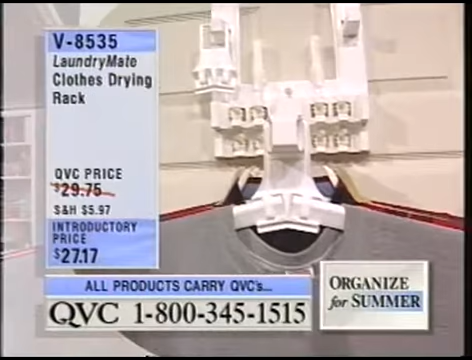 V-8535
LaundryMate
Clothes Drying
Rack
QVC PRICE
$29.75
S&H $5.97
INTRODUCTORY
PRICE
$27.17
ALL PRODUCTS CARRY QVC's...
QVC 1-800-345-1515
ORGANIZE
for SUMMER